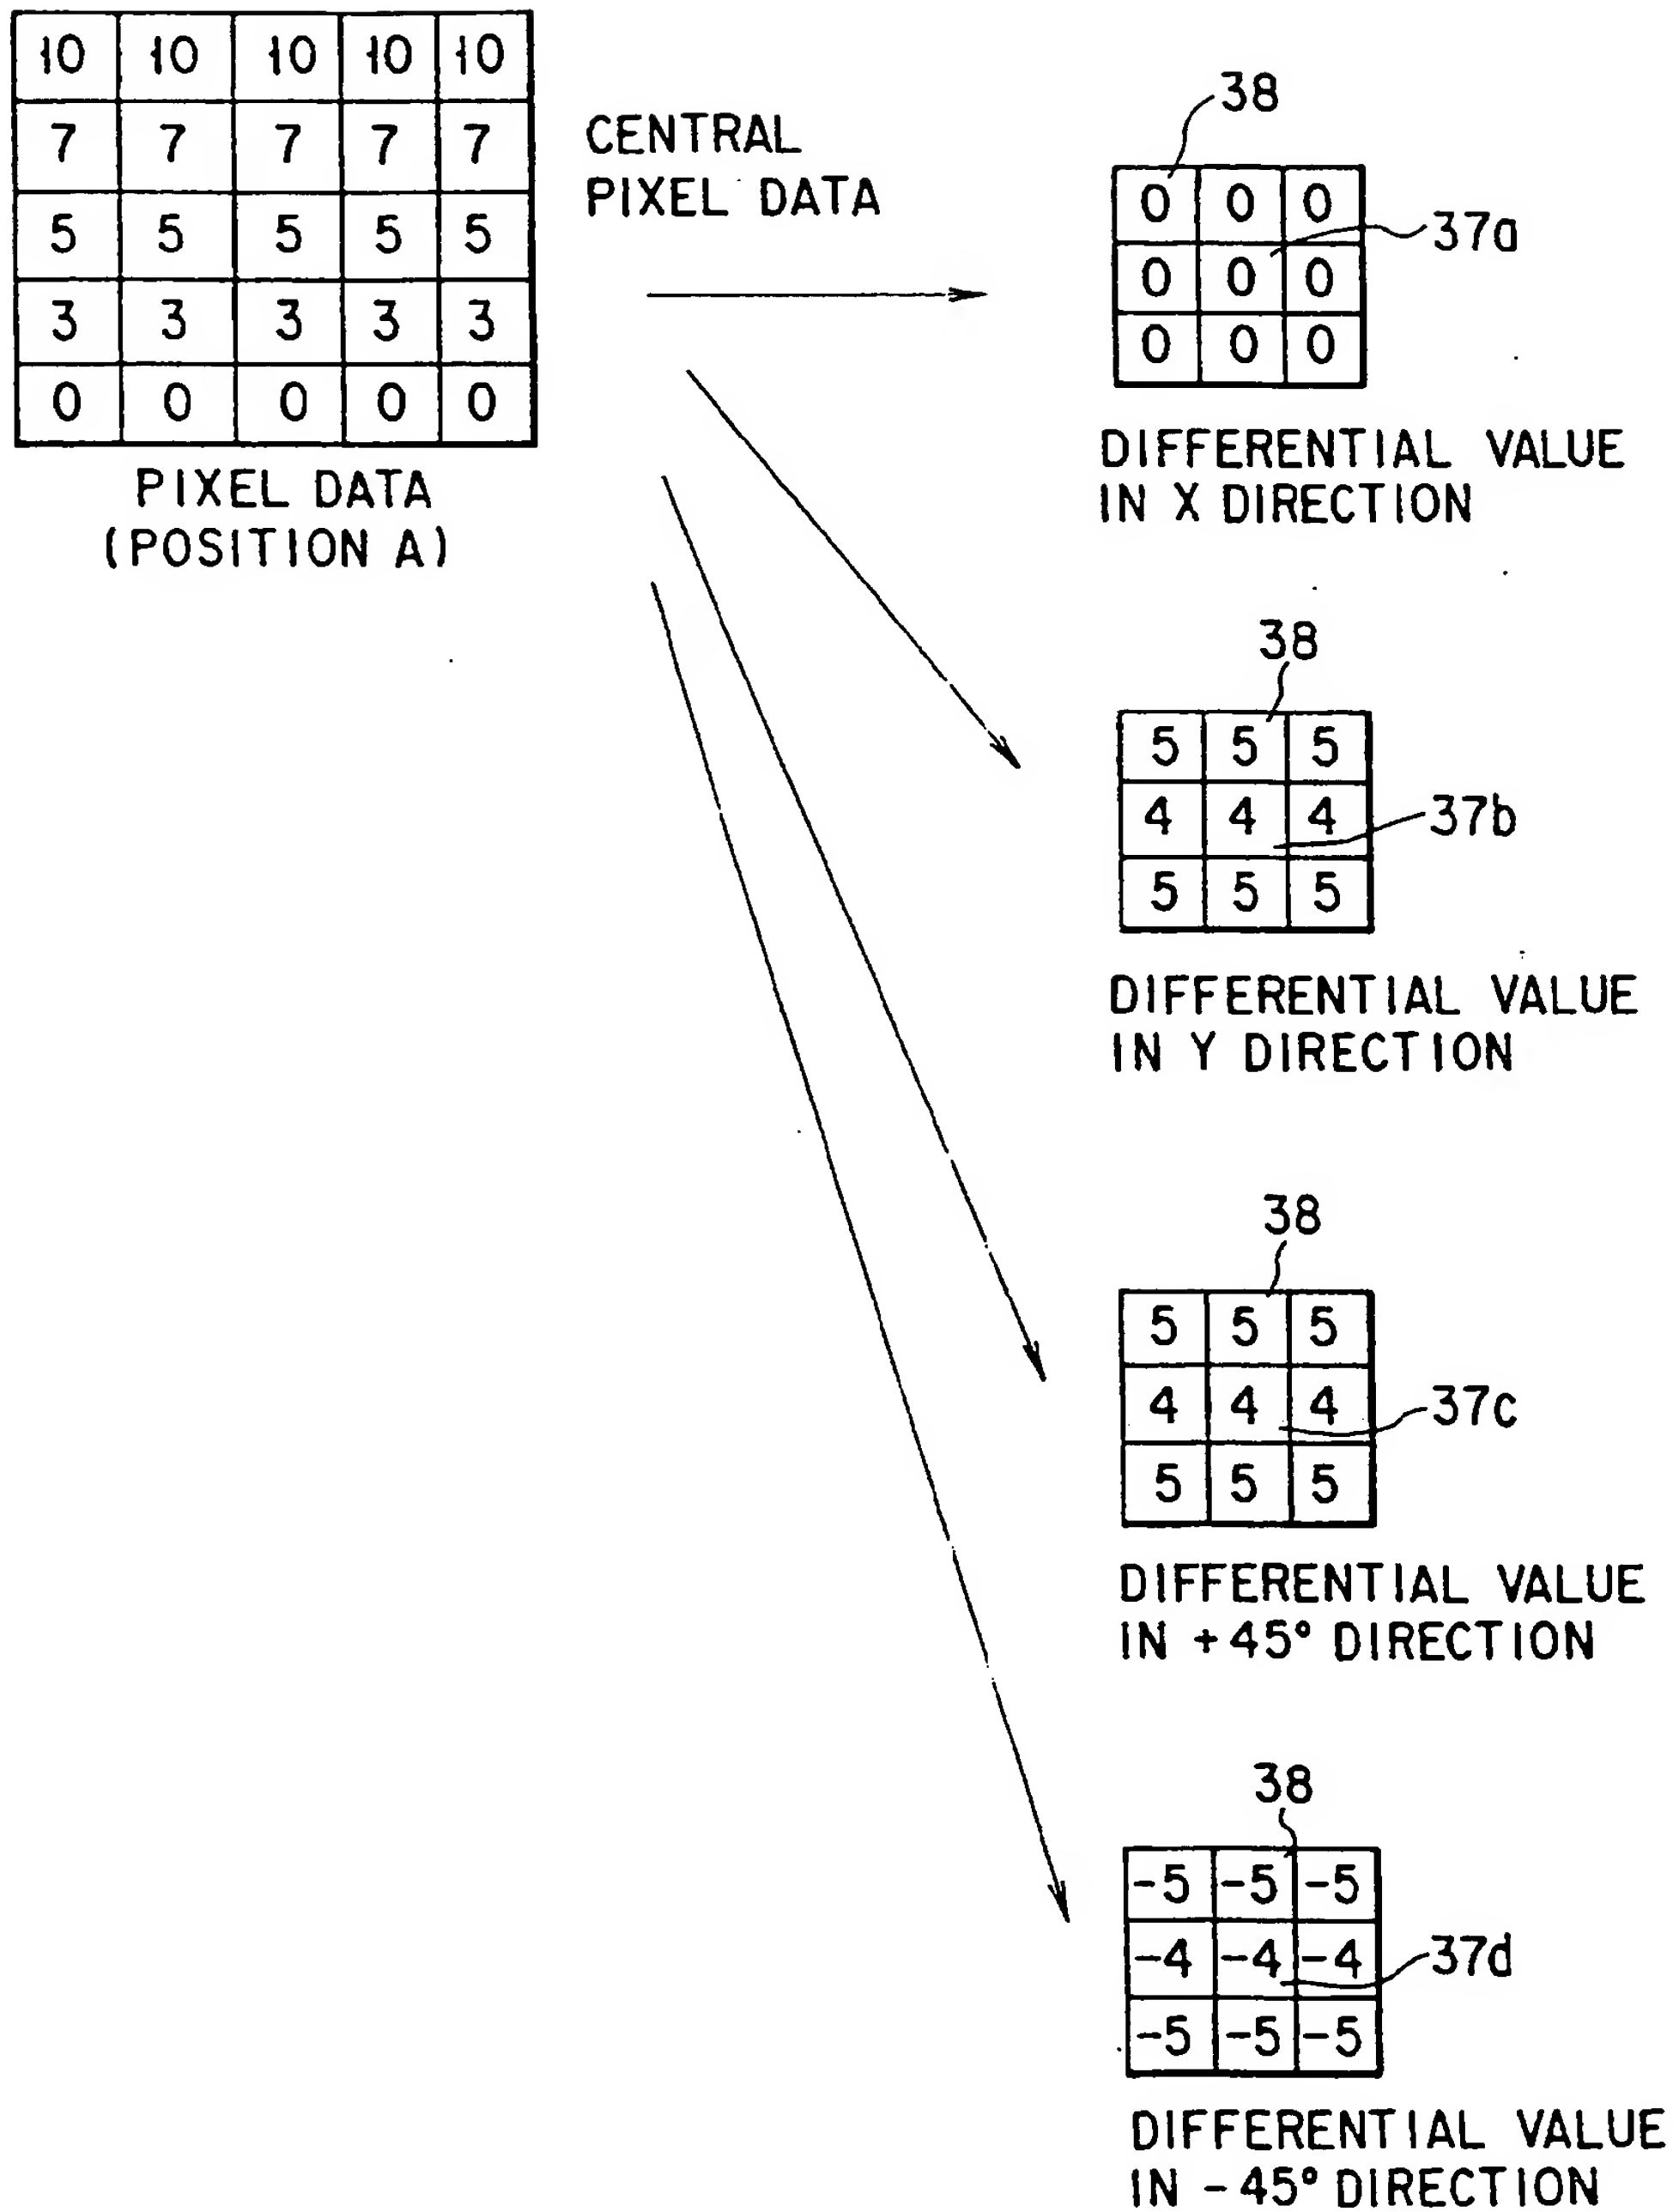 10 10 10 10 10
7 7 7 7 7
5 5 5 5 5
3 3 3 3 3
0 0 0 0 0
PIXEL DATA
(POSITION A)
CENTRAL
PIXEL DATA
38
0 0 0
37a
0 0 0
0 0 0
DIFFERENTIAL VALUE
IN X DIRECTION
38
5 5 5
4 4 4
37b
5 5 5
DIFFERENTIAL VALUE
IN Y DIRECTION
38
5 5 5
4 4 4
37c
5 5 5
DIFFERENTIAL VALUE
IN +45° DIRECTION
38
-5 -5 -5
-4 -4 -4
37d
-5 -5 -5
DIFFERENTIAL VALUE
IN -45° DIRECTION